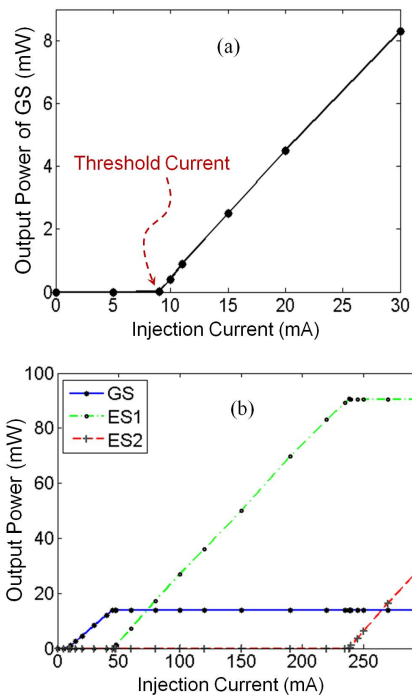 (a)
Output Power of GS (mW)
8
6
4
2
0
Threshold Current
0 5 10 15 20 25 30
Injection Current (mA)
(b)
Output Power (mW)
100
80
60
40
20
0
GS
ES1
ES2
0 50 100 150 200 250
Injection Current (mA)